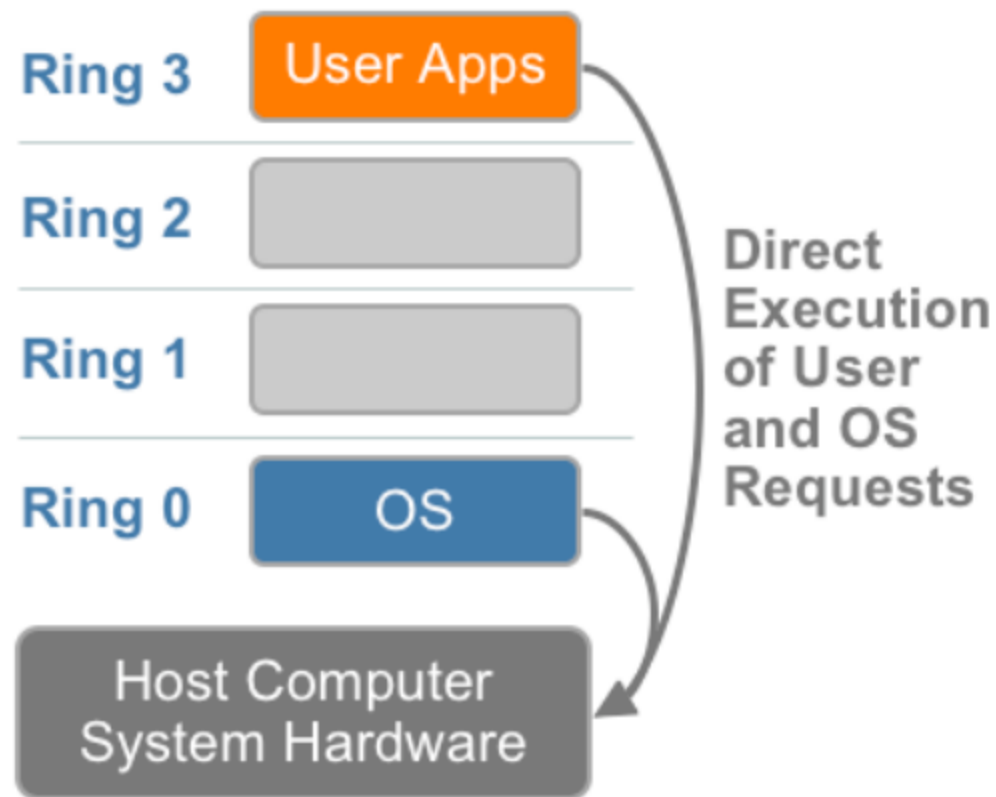 Ring 3
User Apps
Ring 2
Ring 1
Ring 0
OS
Direct
Execution
of User
and OS
Requests
Host Computer
System Hardware